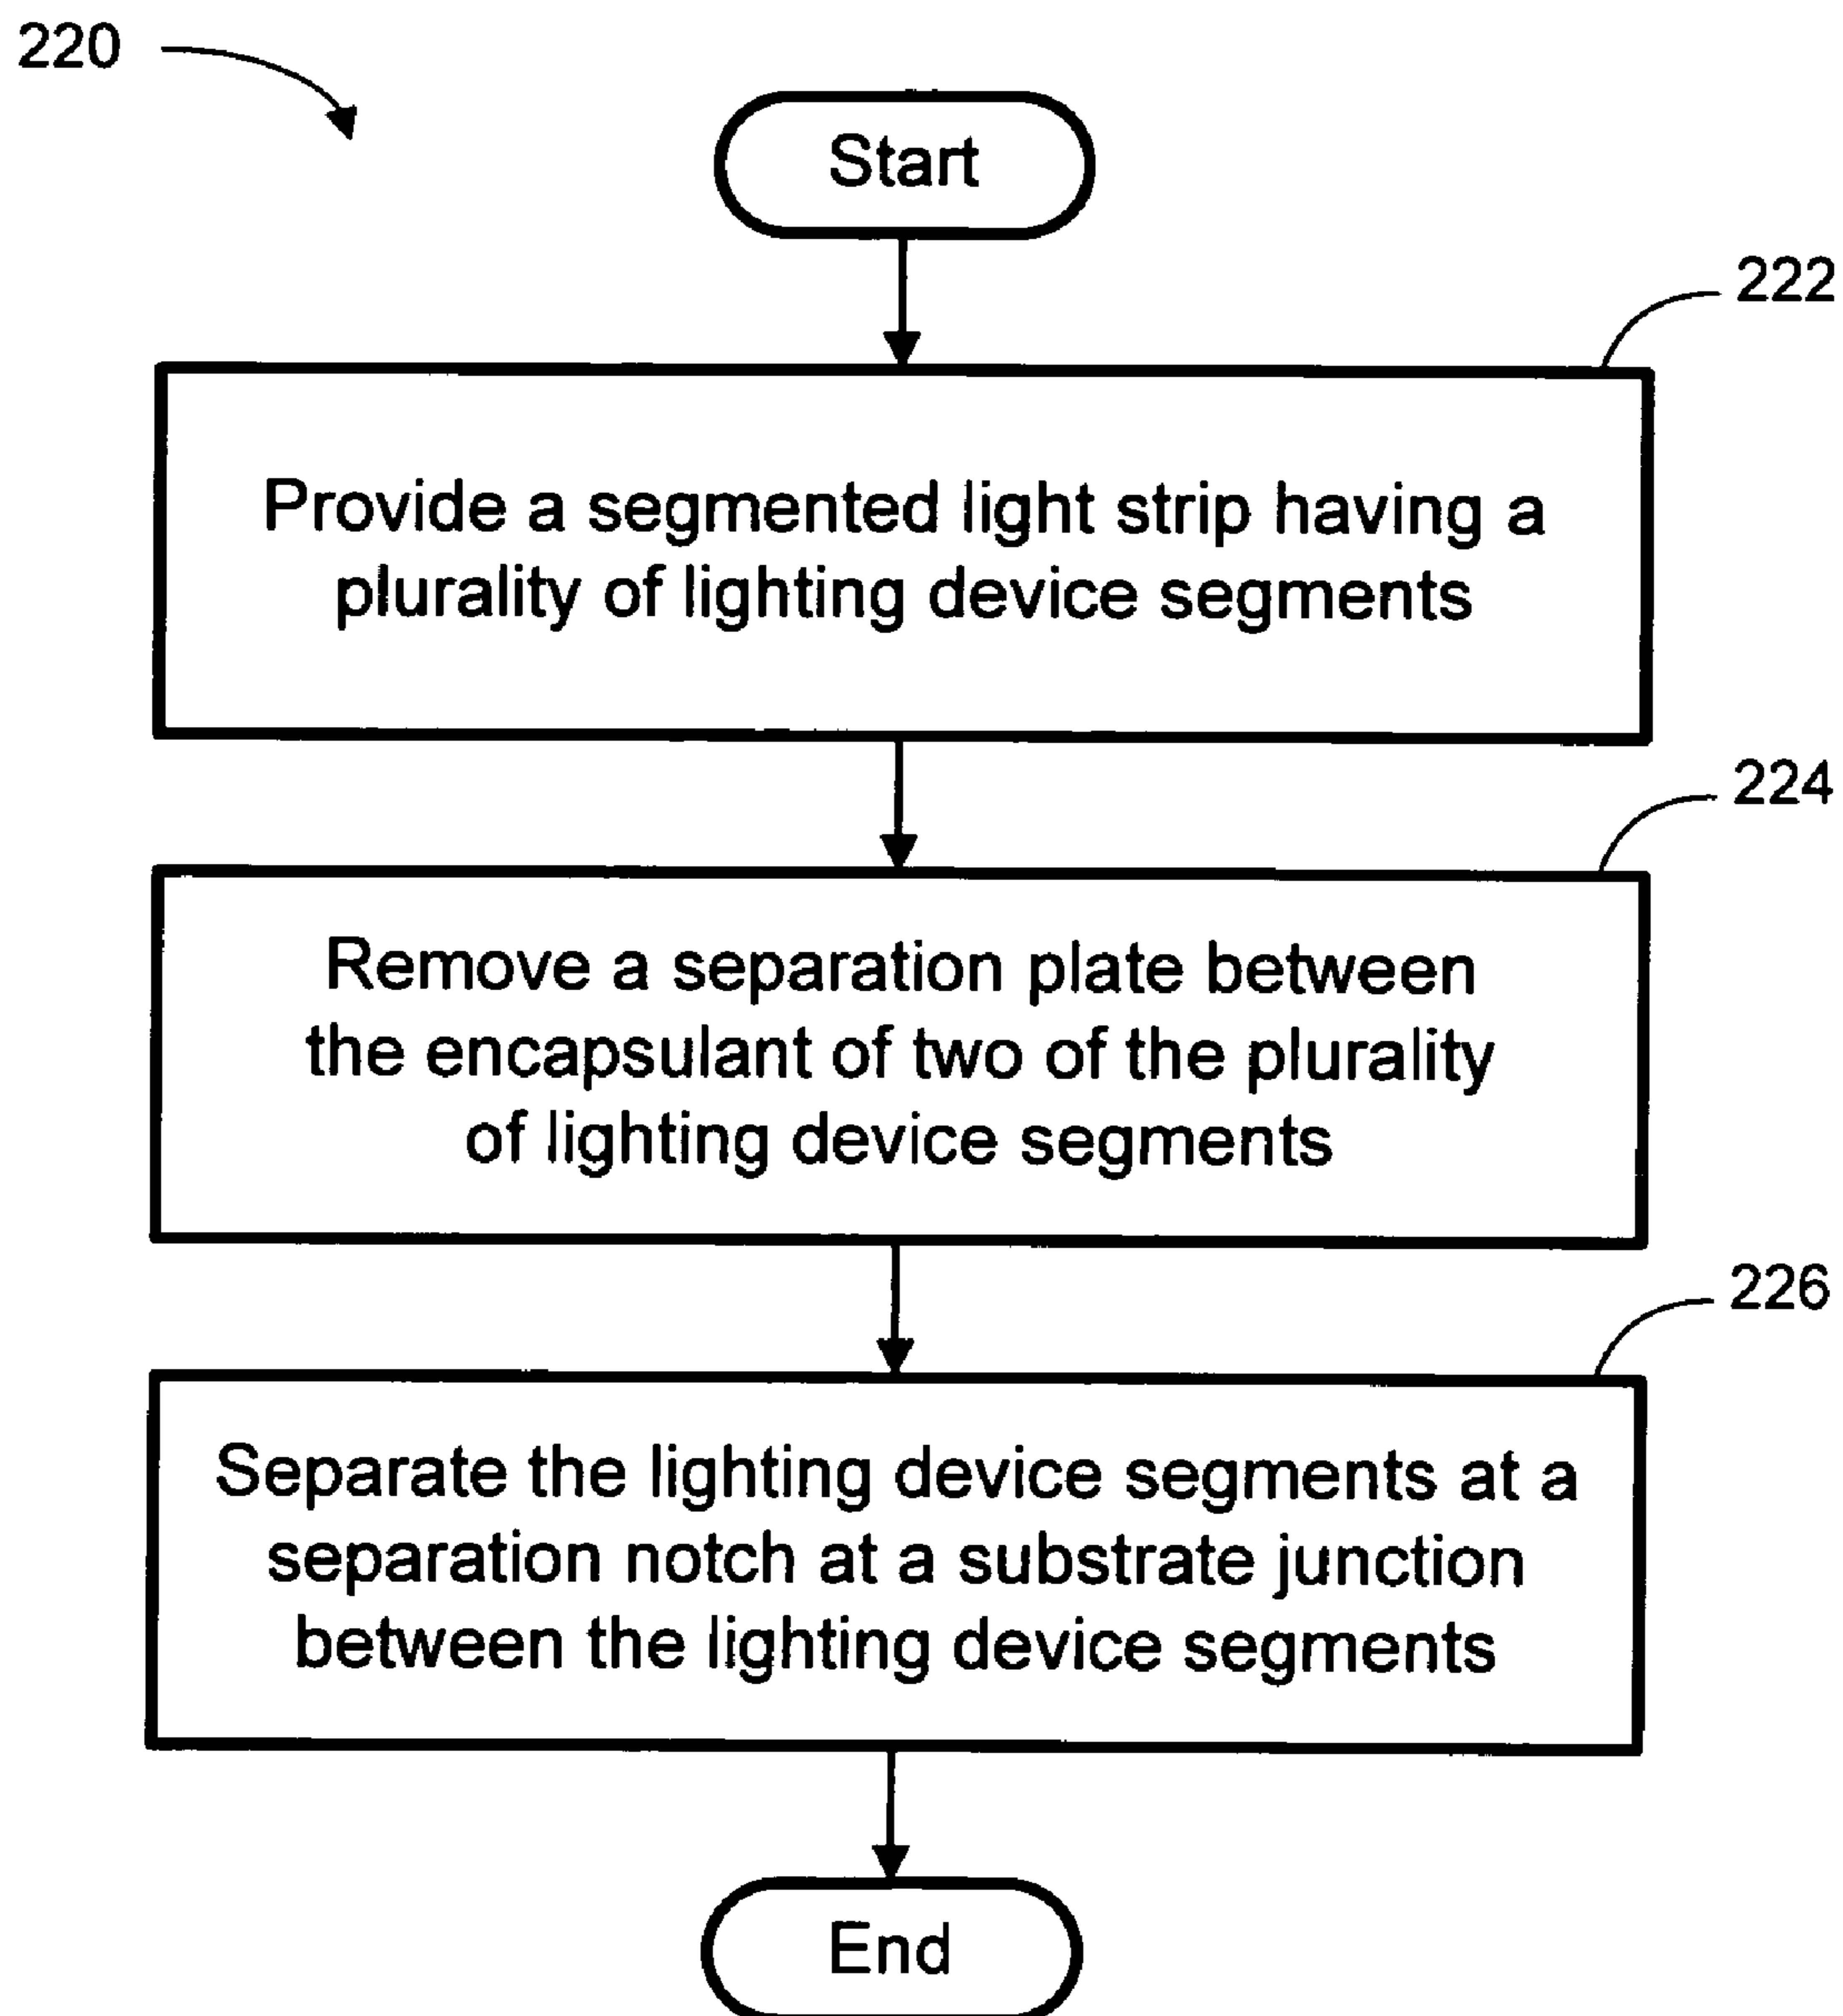 220
Start
222
Provide a segmented light strip having a
plurality of lighting device segments
224
Remove a separation plate between
the encapsulant of two of the plurality
of lighting device segments
226
Separate the lighting device segments at a
separation notch at a substrate junction
between the lighting device segments
End